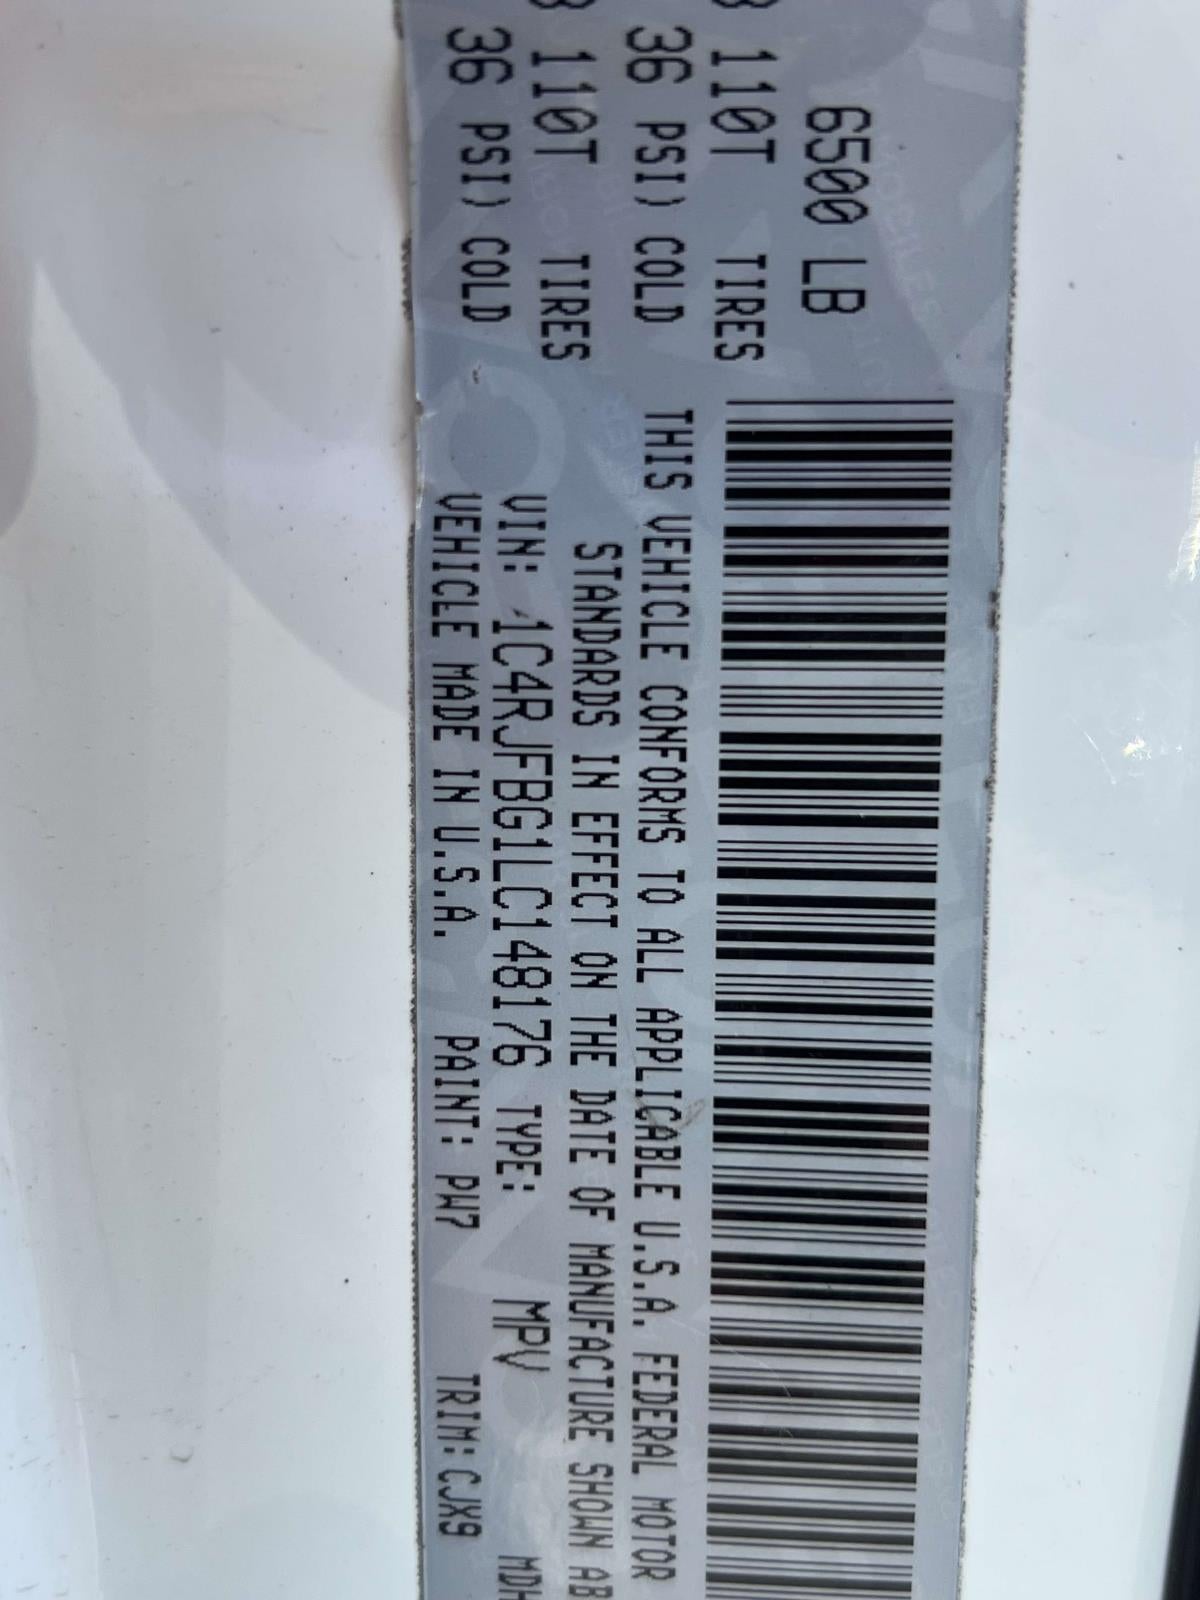 6500 LB
110T TIRES
36 PSI) COLD
110T TIRES
36 PSI) COLD
THIS VEHICLE CONFORMS TO ALL APPLICABLE U.S.A. FEDERAL MOTOR
STANDARDS IN EFFECT ON THE DATE OF MANUFACTURE SHOWN AB
VIN: 1C4RJFBG1LC148176 TYPE: MPV MDH
VEHICLE MADE IN U.S.A. PAINT: PW7 TRIM: CJX9